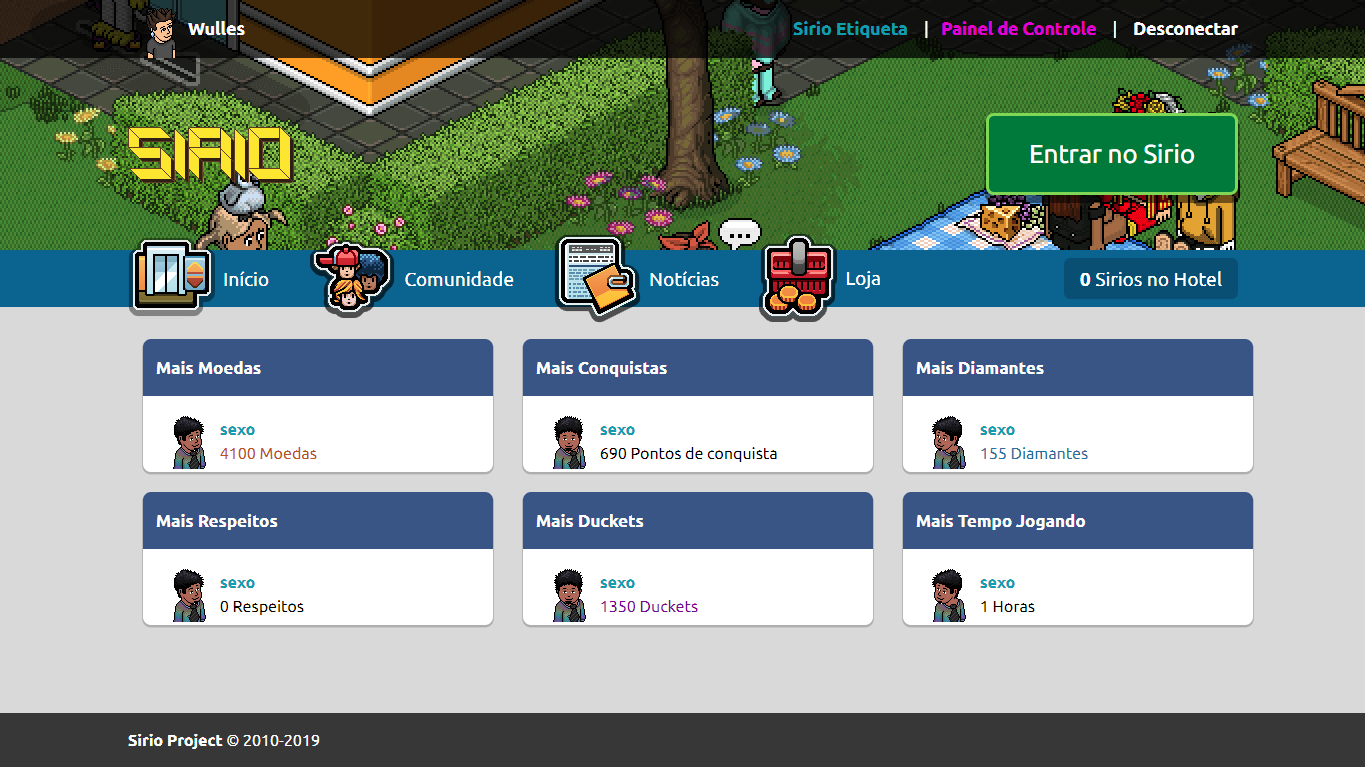 Wulles
Sirio Etiqueta | Painel de Controle | Desconectar
SIRIO
Entrar no Sirio
Início
Comunidade
Notícias
Loja
0 Sirios no Hotel
Mais Moedas
sexo
4100 Moedas
Mais Conquistas
sexo
690 Pontos de conquista
Mais Diamantes
sexo
155 Diamantes
Mais Respeitos
sexo
0 Respeitos
Mais Duckets
sexo
1350 Duckets
Mais Tempo Jogando
sexo
1 Horas
Sirio Project © 2010-2019